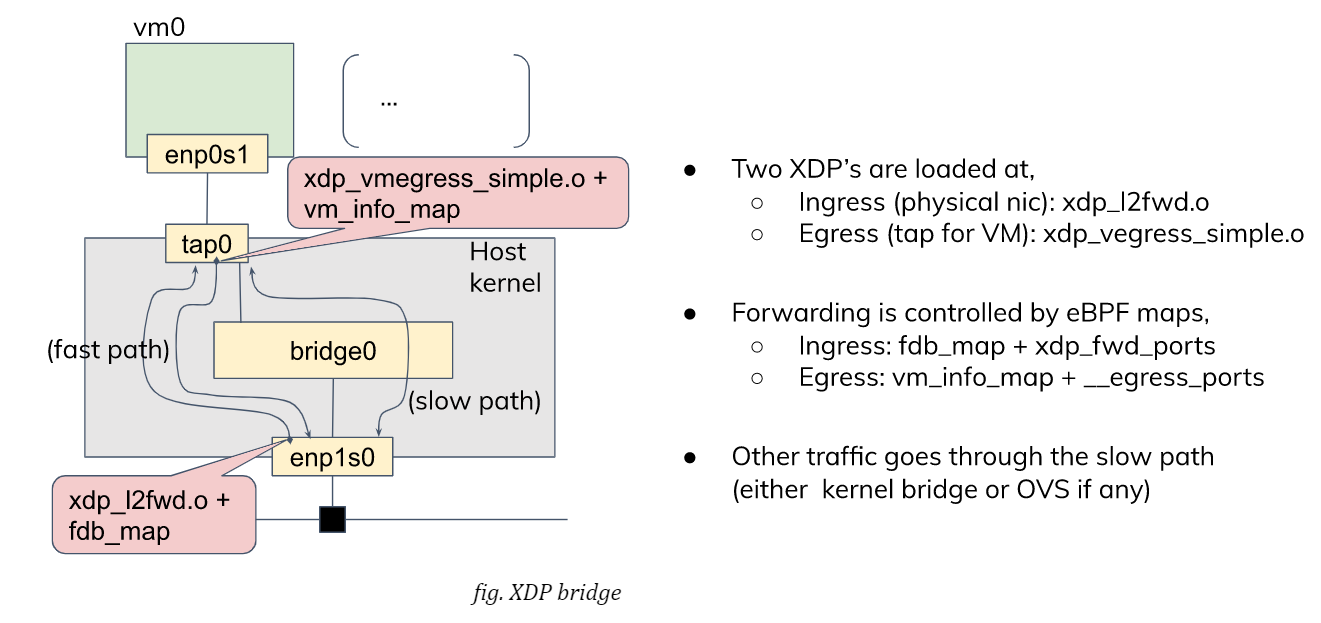 vm0
...
enp0s1
xdp_vmegress_simple.o +
vm_info_map
tap0
Host
kernel
(fast path)
bridge0
(slow path)
enp1s0
xdp_l2fwd.o +
fdb_map
fig. XDP bridge
● Two XDP’s are loaded at,
○ Ingress (physical nic): xdp_l2fwd.o
○ Egress (tap for VM): xdp_vegress_simple.o
● Forwarding is controlled by eBPF maps,
○ Ingress: fdb_map + xdp_fwd_ports
○ Egress: vm_info_map + __egress_ports
● Other traffic goes through the slow path
(either kernel bridge or OVS if any)